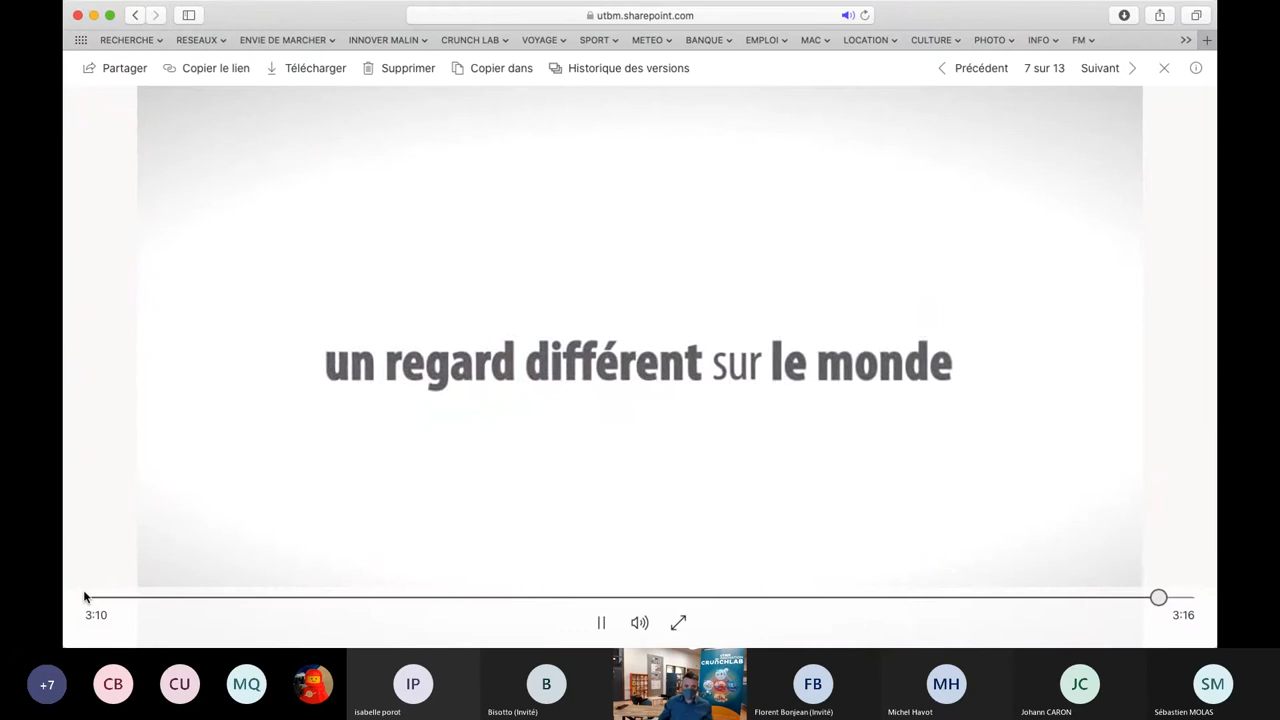 utbm.sharepoint.com
RECHERCHE RESEAUX ENVIE DE MARCHER INNOVER MALIN CRUNCH LAB VOYAGE SPORT METEO BANQUE EMPLOI MAC LOCATION CULTURE PHOTO INFO FM >>
Partager Copier le lien Télécharger Supprimer Copier dans Historique des versions Précédent 7 sur 13 Suivant
un regard différent sur le monde
3:10 3:16
+7 CB CU MQ IP B FB MH JC SM
CRUNCHLAB
isabelle porot Bisotto (Invité) Florent Bonjean (Invité) Michel Havot Johann CARON Sébastien MOLAS